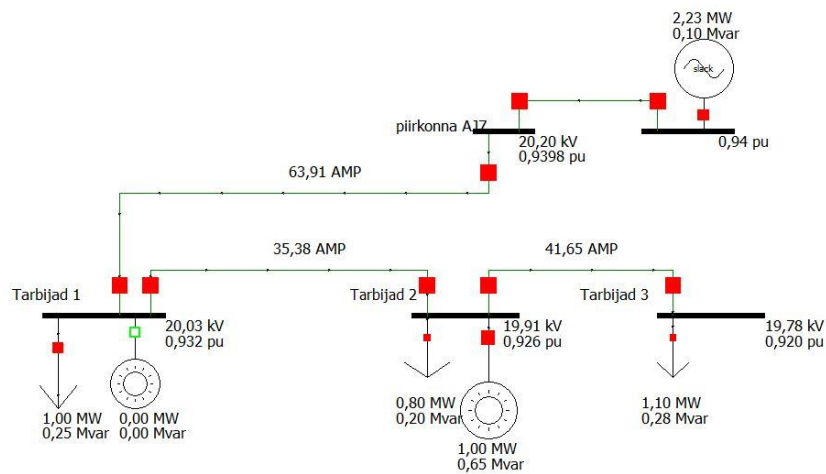 2,23 MW
0,10 Mvar
slack
piirkonna AJ7
20,20 kV
0,9398 pu
0,94 pu
63,91 AMP
35,38 AMP
41,65 AMP
Tarbijad 1
Tarbijad 2
Tarbijad 3
20,03 kV
0,932 pu
19,91 kV
0,926 pu
19,78 kV
0,920 pu
1,00 MW
0,25 Mvar
0,00 MW
0,00 Mvar
0,80 MW
0,20 Mvar
1,00 MW
0,65 Mvar
1,10 MW
0,28 Mvar